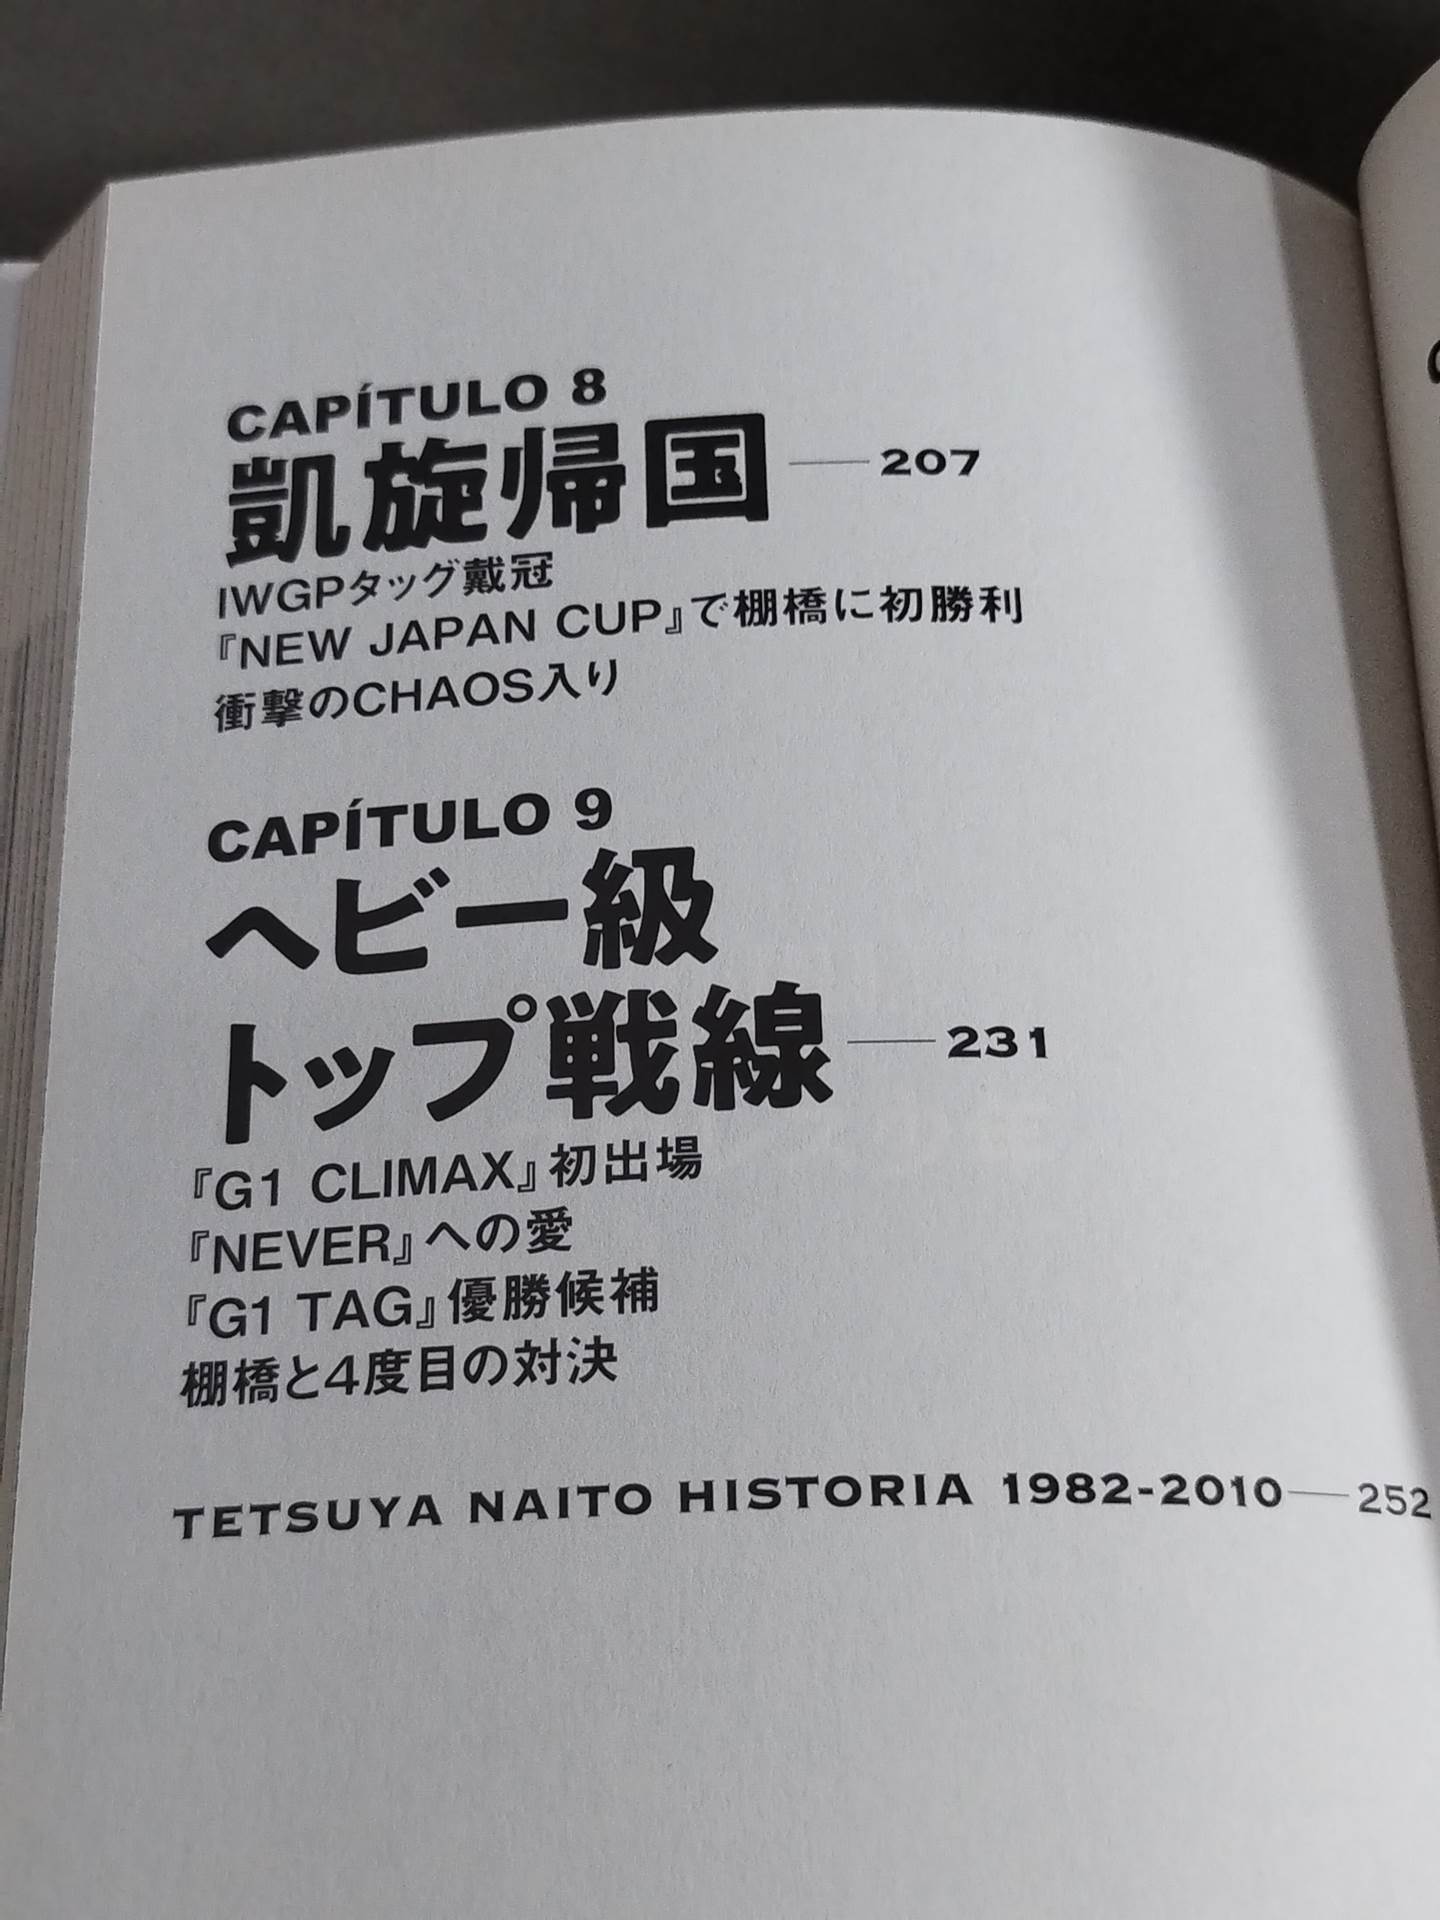 CAPÍTULO 8
凱旋帰国 — 207
IWGPタッグ戴冠
『NEW JAPAN CUP』で棚橋に初勝利
衝撃のCHAOS入り
CAPÍTULO 9
ヘビー級
トップ戦線 — 231
『G1 CLIMAX』初出場
『NEVER』への愛
『G1 TAG』優勝候補
棚橋と4度目の対決
TETSUYA NAITO HISTORIA 1982-2010 — 252